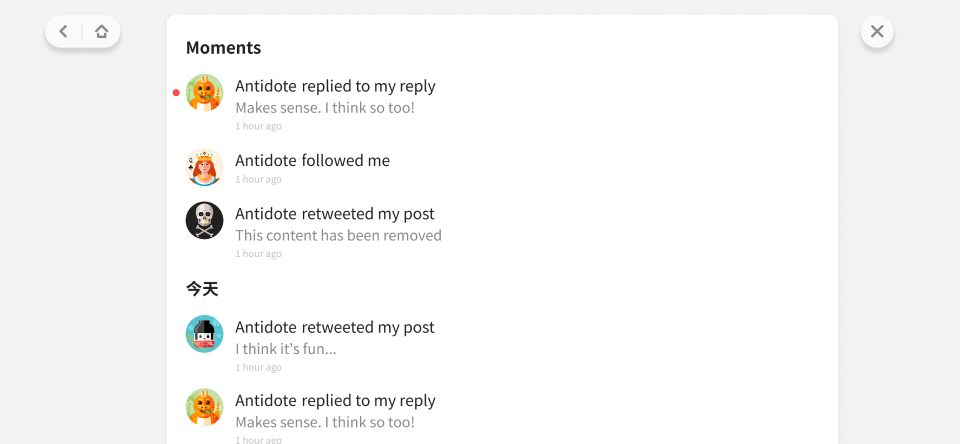 Moments
Antidote replied to my reply
Makes sense. I think so too!
1 hour ago
Antidote followed me
1 hour ago
Antidote retweeted my post
This content has been removed
1 hour ago
今天
Antidote retweeted my post
I think it's fun...
1 hour ago
Antidote replied to my reply
Makes sense. I think so too!
1 hour ago